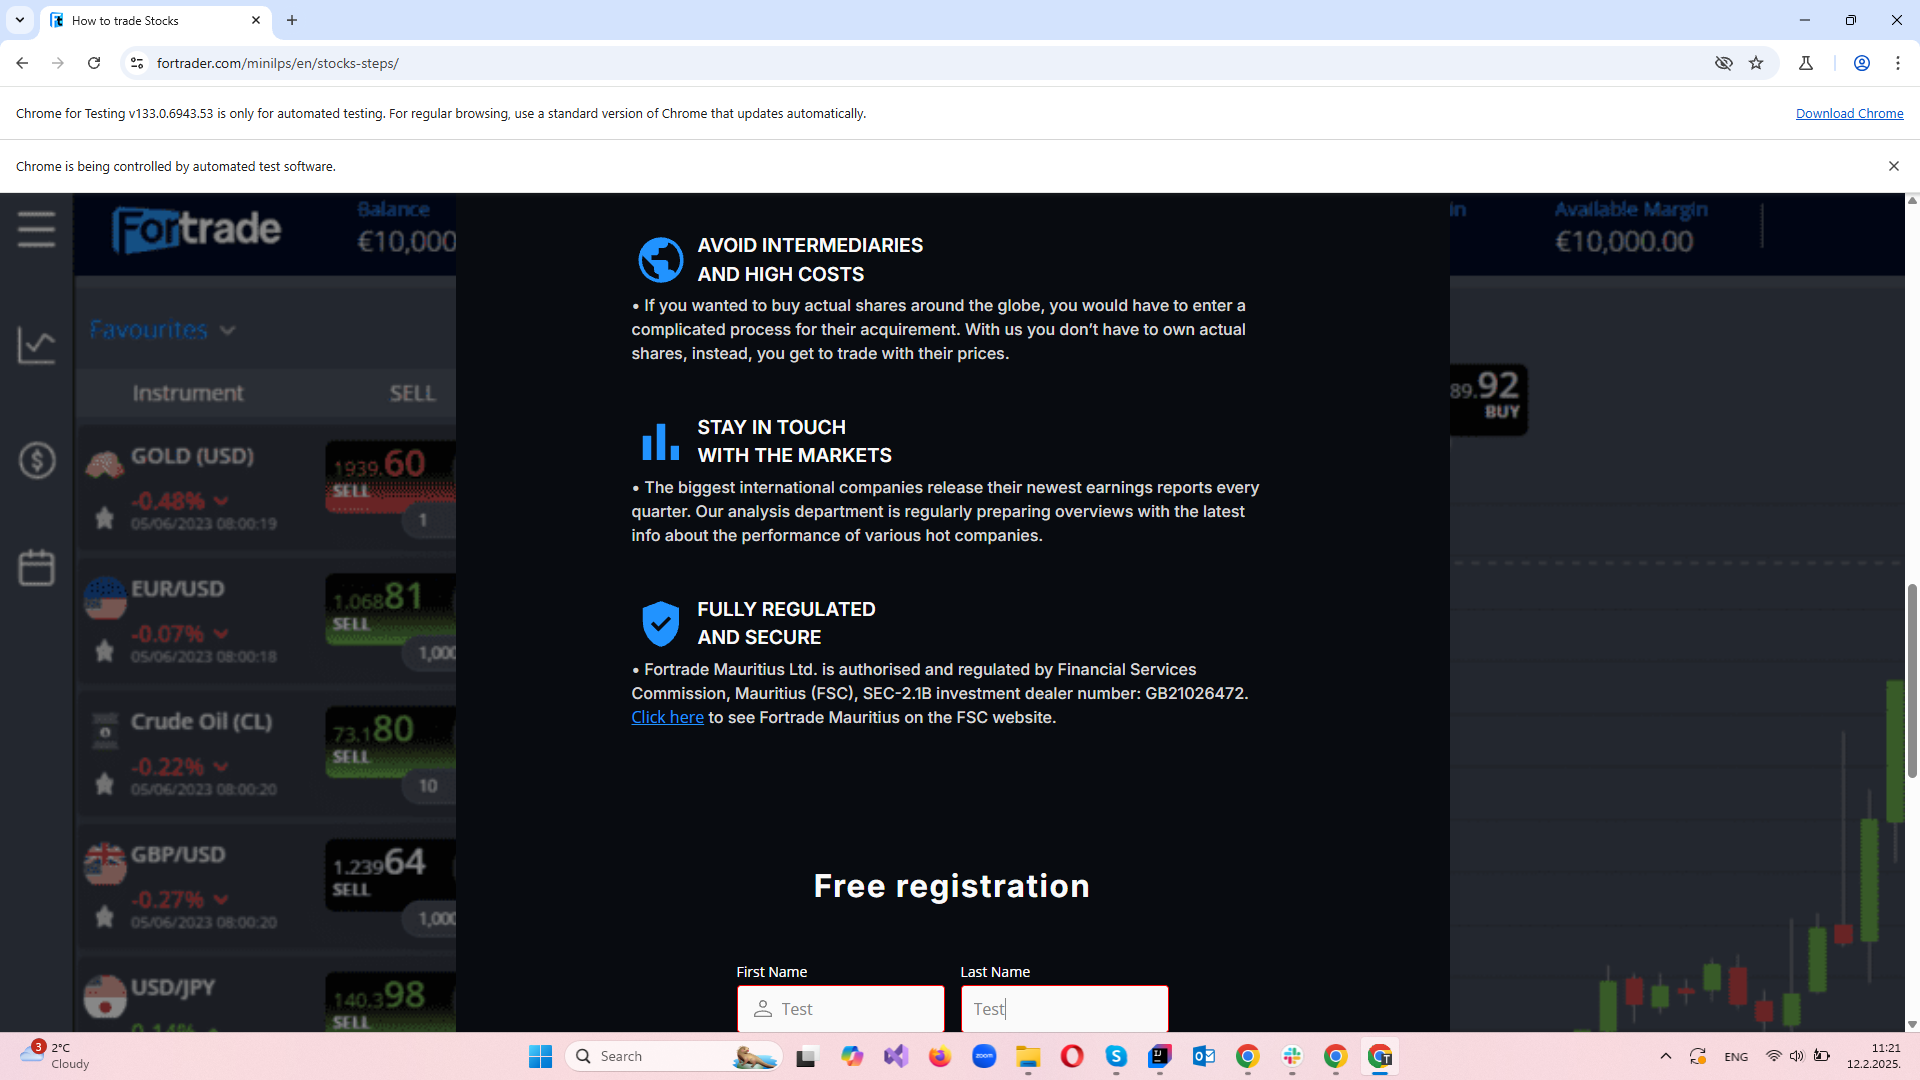 How to trade Stocks
fortrader.com/minilps/en/stocks-steps/
Chrome for Testing v133.0.6943.53 is only for automated testing. For regular browsing, use a standard version of Chrome that updates automatically.
Download Chrome
Chrome is being controlled by automated test software.
Fortrade
Balance
€10,000
in
Available Margin
€10,000.00
Favourites
Instrument
SELL
GOLD (USD)
-0.48%
05/06/2023 08:00:19
1939.60
SELL
1
EUR/USD
-0.07%
05/06/2023 08:00:18
1.06881
SELL
1,000
Crude Oil (CL)
-0.22%
05/06/2023 08:00:20
73.180
SELL
10
GBP/USD
-0.27%
05/06/2023 08:00:20
1.23964
SELL
1,000
USD/JPY
0.14%
140.398
SELL
AVOID INTERMEDIARIES
AND HIGH COSTS
• If you wanted to buy actual shares around the globe, you would have to enter a
complicated process for their acquirement. With us you don’t have to own actual
shares, instead, you get to trade with their prices.
STAY IN TOUCH
WITH THE MARKETS
• The biggest international companies release their newest earnings reports every
quarter. Our analysis department is regularly preparing overviews with the latest
info about the performance of various hot companies.
FULLY REGULATED
AND SECURE
• Fortrade Mauritius Ltd. is authorised and regulated by Financial Services
Commission, Mauritius (FSC), SEC-2.1B investment dealer number: GB21026472.
Click here to see Fortrade Mauritius on the FSC website.
Free registration
First Name
Last Name
Test
Test
89.92
BUY
3
2°C
Cloudy
Search
zoom
ENG
11:21
12.2.2025.